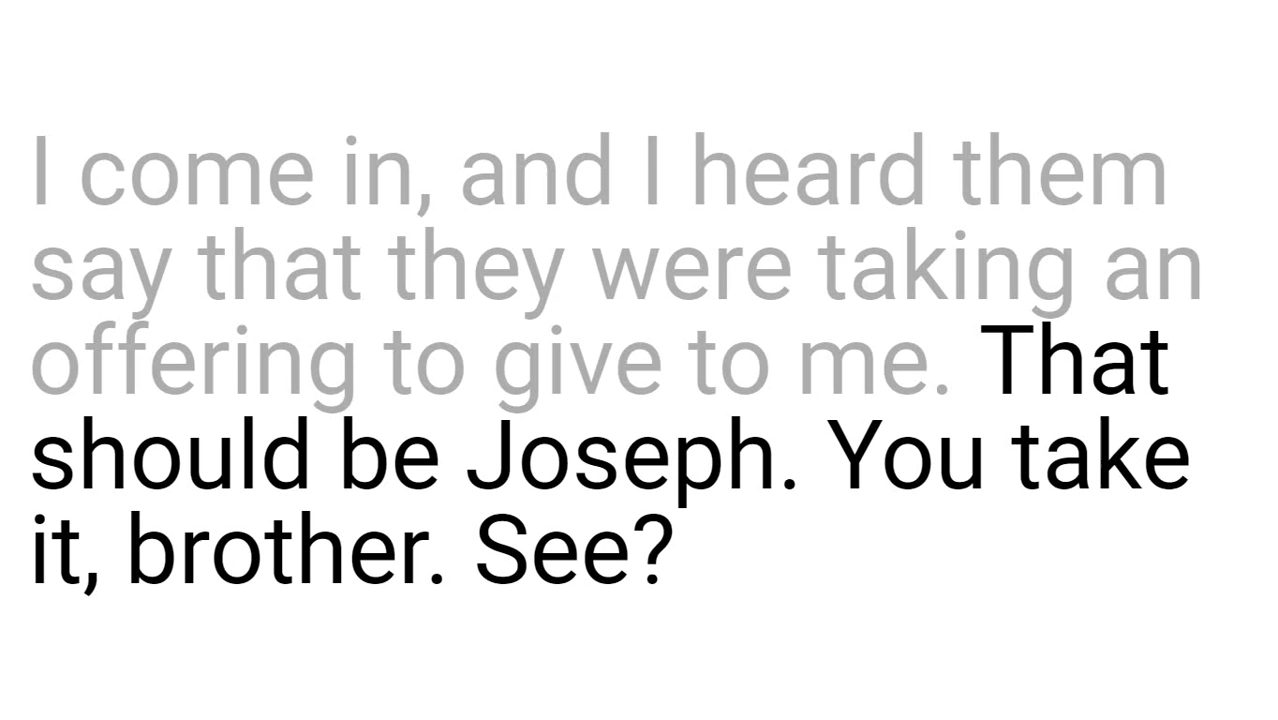 I come in, and I heard them
say that they were taking an
offering to give to me. That
should be Joseph. You take
it, brother. See?